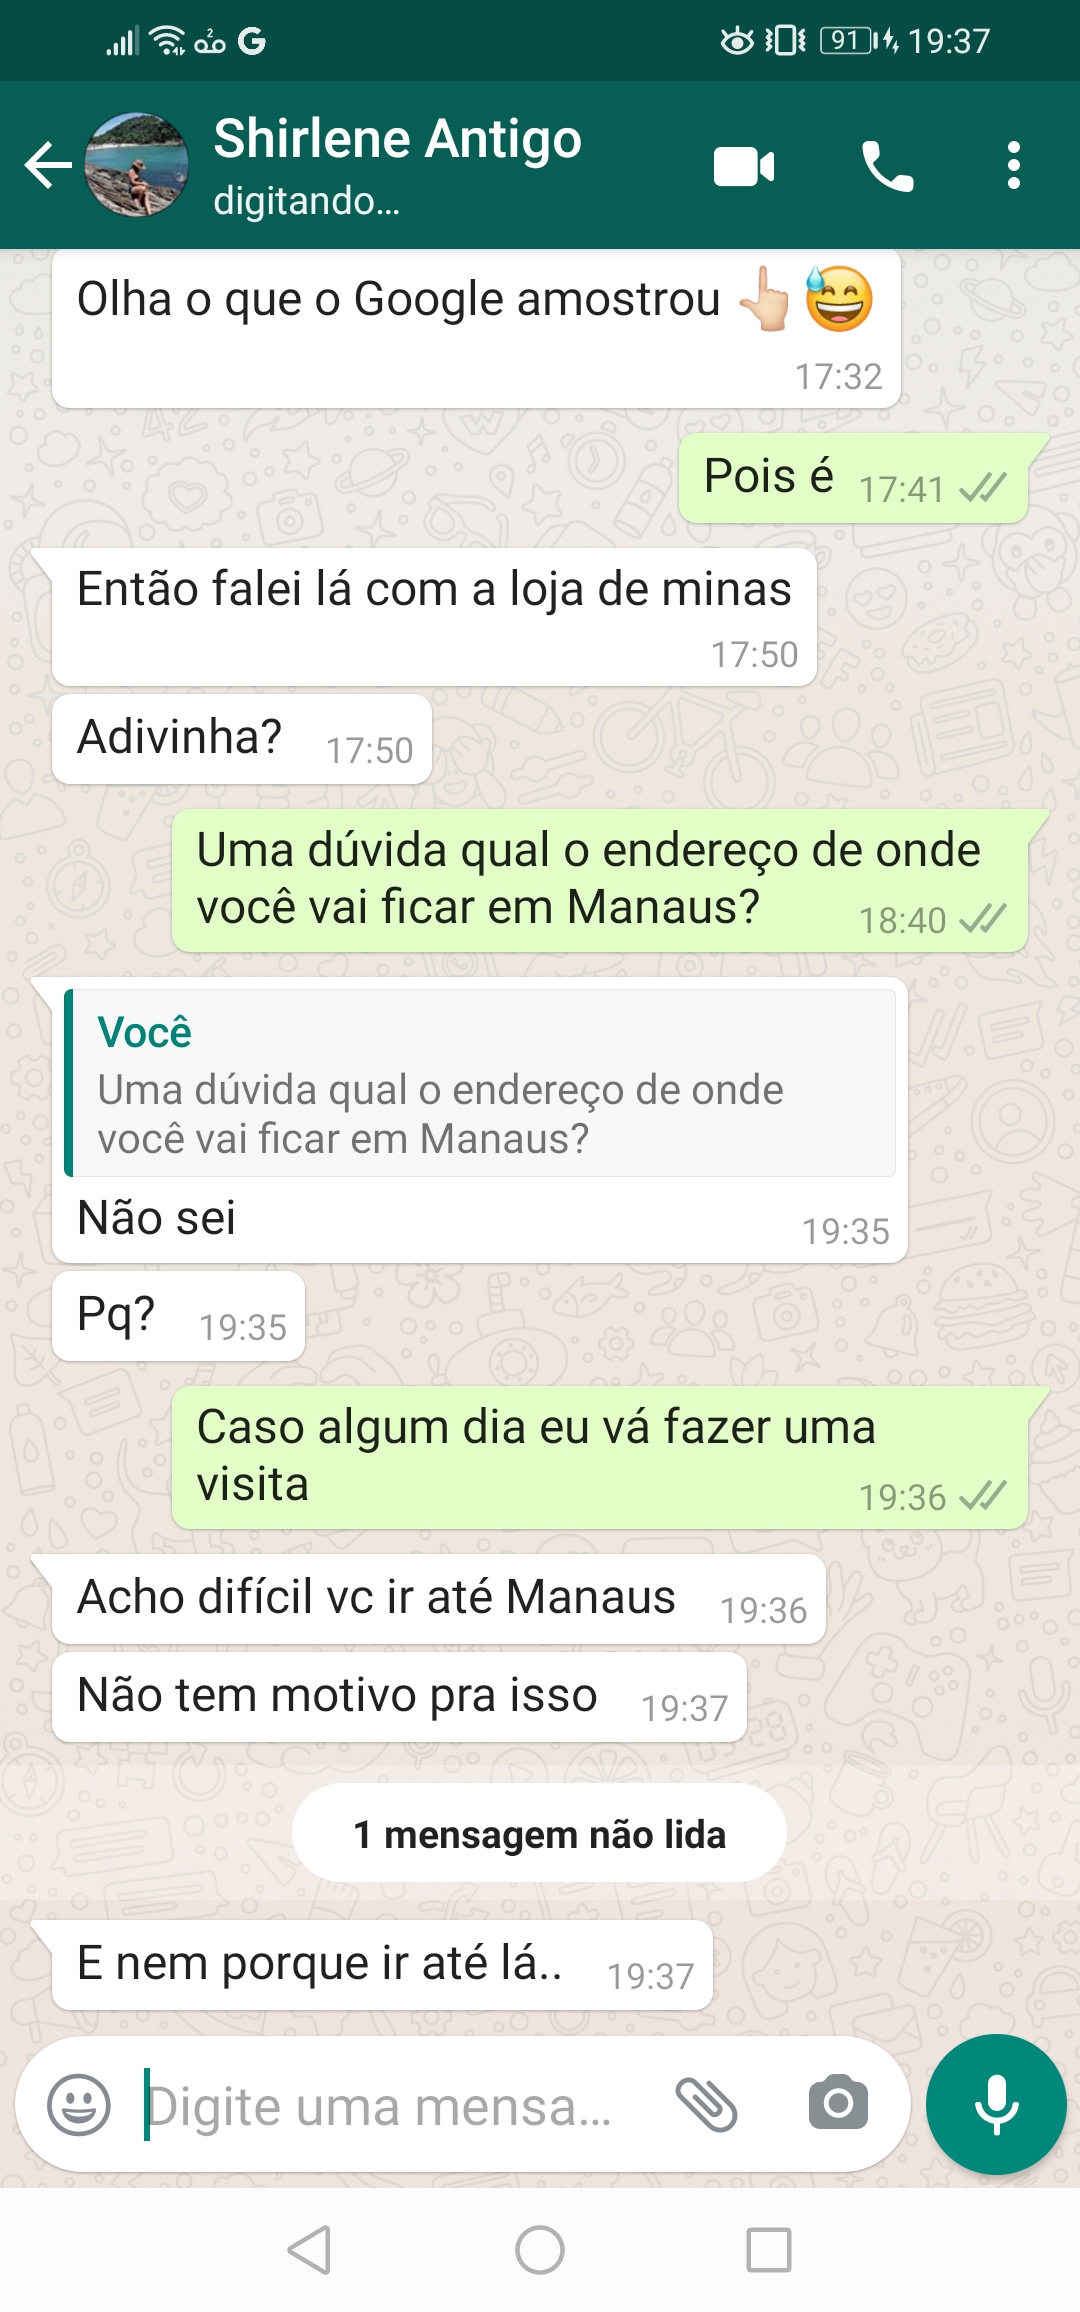 2
G
91
19:37
Shirlene Antigo
digitando...
Olha o que o Google amostrou 👆🏻😅
17:32
Pois é 17:41
Então falei lá com a loja de minas
17:50
Adivinha? 17:50
Uma dúvida qual o endereço de onde
você vai ficar em Manaus? 18:40
Você
Uma dúvida qual o endereço de onde
você vai ficar em Manaus?
Não sei 19:35
Pq? 19:35
Caso algum dia eu vá fazer uma
visita 19:36
Acho difícil vc ir até Manaus 19:36
Não tem motivo pra isso 19:37
1 mensagem não lida
E nem porque ir até lá.. 19:37
Digite uma mensa...